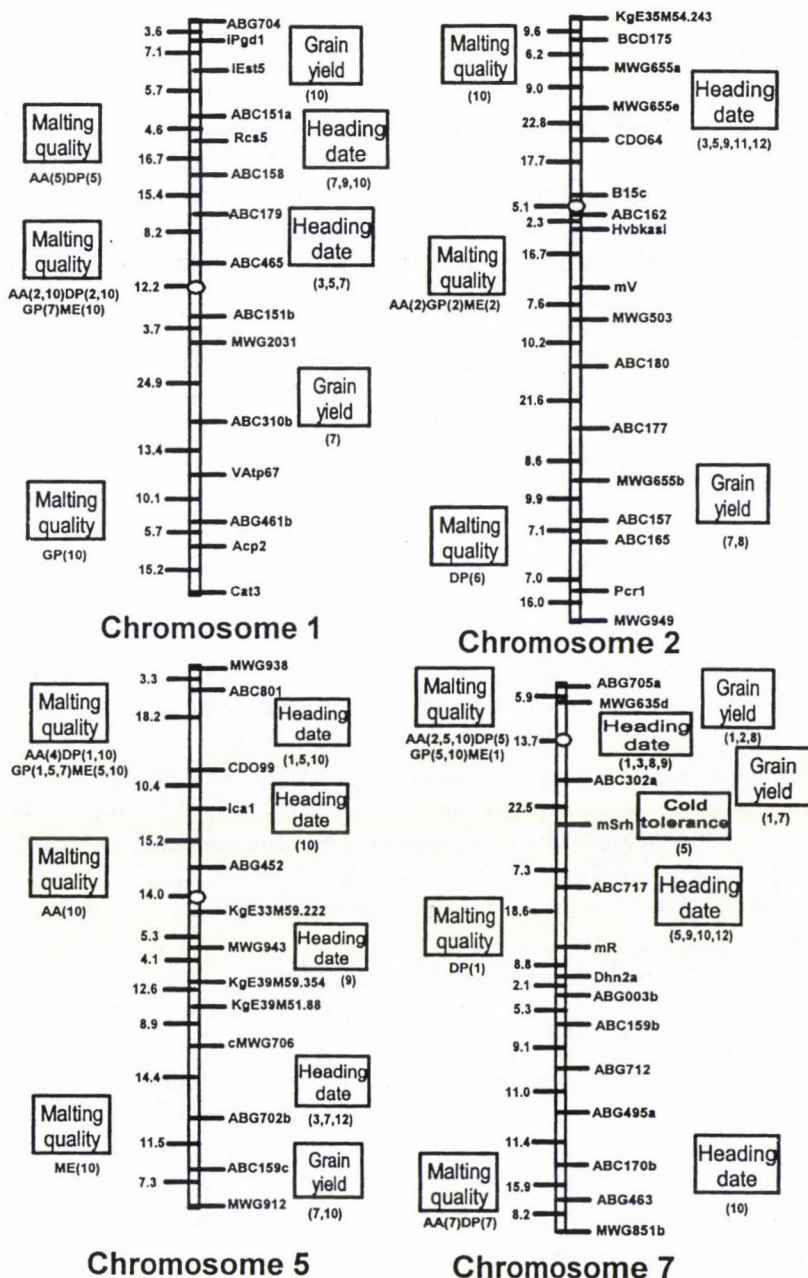 ABG704
3.6
iPgd1
7.1
iEst5
5.7
ABC151a
4.6
Rcs5
16.7
ABC158
15.4
ABC179
8.2
ABC465
12.2
ABC151b
3.7
MWG2031
24.9
ABC310b
13.4
VAtp67
10.1
ABG461b
5.7
Acp2
15.2
Cat3
Grain
yield
(10)
Malting
quality
AA(5)DP(5)
Heading
date
(7,9,10)
Malting
quality
AA(2,10)DP(2,10)
GP(7)ME(10)
Heading
date
(3,5,7)
Grain
yield
(7)
Malting
quality
GP(10)
Chromosome 1
KgE35M54.243
9.6
BCD175
6.2
MWG655a
9.0
MWG655e
22.8
CDO64
17.7
B15c
5.1
ABC162
2.3
Hvbkasi
16.7
mV
7.6
MWG503
10.2
ABC180
21.6
ABC177
8.6
MWG655b
9.9
ABC157
7.1
ABC165
7.0
Pcr1
16.0
MWG949
Malting
quality
(10)
Heading
date
(3,5,9,11,12)
Malting
quality
AA(2)GP(2)ME(2)
Grain
yield
(7,8)
Malting
quality
DP(6)
Chromosome 2
MWG938
3.3
ABC801
18.2
CDO99
10.4
Ica1
15.2
ABG452
14.0
KgE33M59.222
5.3
MWG943
4.1
KgE39M59.354
12.6
KgE39M51.88
8.9
cMWG706
14.4
ABG702b
11.5
ABC159c
7.3
MWG912
Malting
quality
AA(4)DP(1,10)
GP(1,5,7)ME(5,10)
Heading
date
(1,5,10)
Heading
date
(10)
Malting
quality
AA(10)
Heading
date
(9)
Heading
date
(3,7,12)
Malting
quality
ME(10)
Grain
yield
(7,10)
Chromosome 5
ABG705a
5.9
MWG635d
13.7
ABC302a
22.5
mSrh
7.3
ABC717
18.6
mR
8.8
Dhn2a
2.1
ABG003b
5.3
ABC159b
9.1
ABG712
11.0
ABG495a
11.4
ABC170b
15.9
ABG463
8.2
MWG851b
Malting
quality
AA(2,5,10)DP(5)
GP(5,10)ME(1)
Grain
yield
(1,2,8)
Heading
date
(1,3,8,9)
Grain
yield
(1,7)
Cold
tolerance
(5)
Heading
date
(5,9,10,12)
Malting
quality
DP(1)
Heading
date
(10)
Malting
quality
AA(7)DP(7)
Chromosome 7